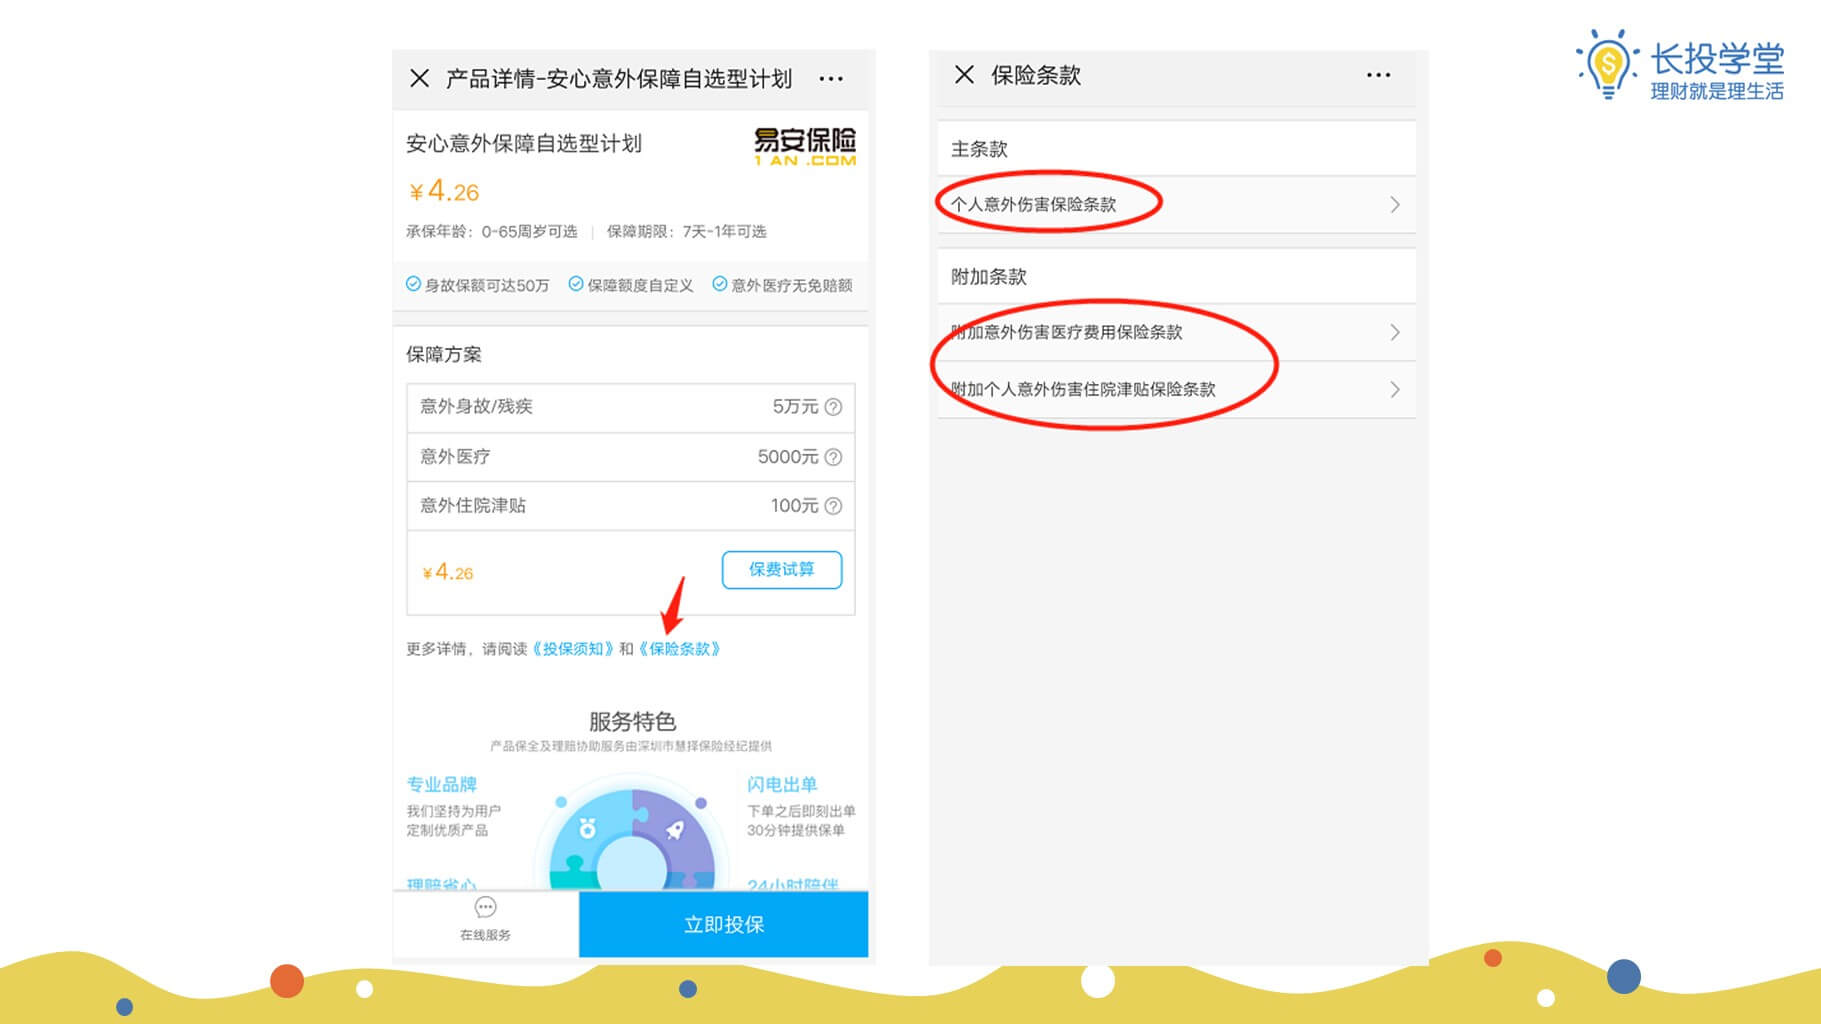 产品详情-安心意外保障自选型计划
安心意外保障自选型计划
易安保险
1 AN .COM
¥4.26
承保年龄：0-65周岁可选 | 保障期限：7天-1年可选
身故保额可达50万 保障额度自定义 意外医疗无免赔额
保障方案
意外身故/残疾 5万元
意外医疗 5000元
意外住院津贴 100元
¥4.26 保费试算
更多详情，请阅读《投保须知》和《保险条款》
服务特色
产品保全及理赔协助服务由深圳市慧择保险经纪提供
专业品牌
我们坚持为用户
定制优质产品
闪电出单
下单之后即刻出单
30分钟提供保单
理赔省心
24小时陪伴
在线服务
立即投保
保险条款
主条款
个人意外伤害保险条款
附加条款
附加意外伤害医疗费用保险条款
附加个人意外伤害住院津贴保险条款
长投学堂
理财就是理生活